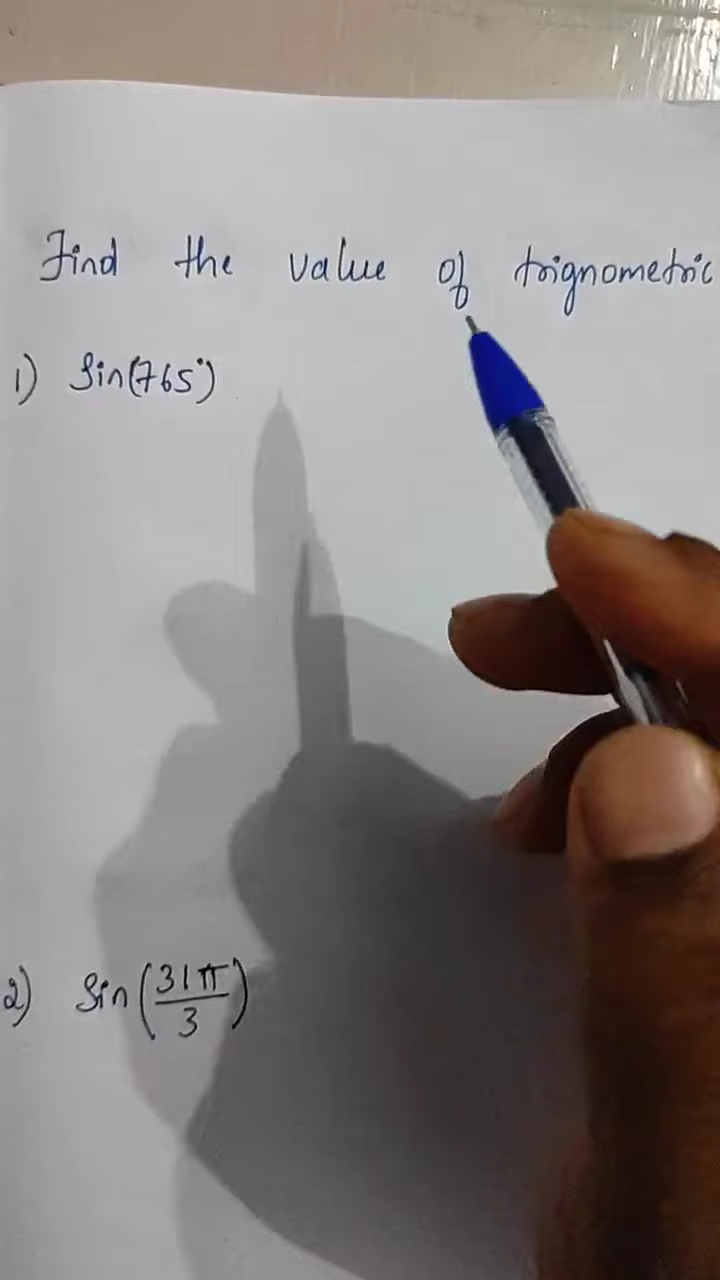 Find the value of trignometric
1) Sin(765°)
2) Sin(31π/3)